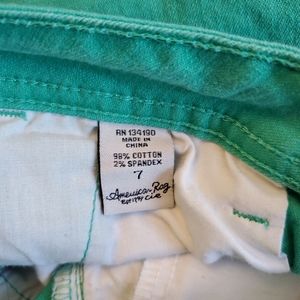 RN 134190
MADE IN
CHINA
98% COTTON
2% SPANDEX
7
American Rag